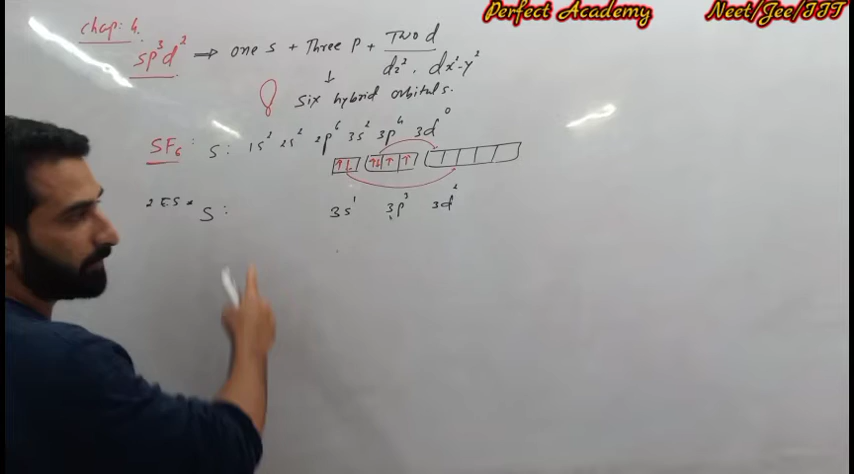 Perfect Academy Neet/Jee/IIT
Chap: 4.
sp³d² ⇒ one s + Three p + Two d
dz². dx²-y²
↓
six hybrid orbitals.
SF₆: S: 1s² 2s² 2p⁶ 3s² 3p⁴ 3d⁰
↑↓ ↑↓ ↑ ↑
S: 3s¹ 3p³ 3d²